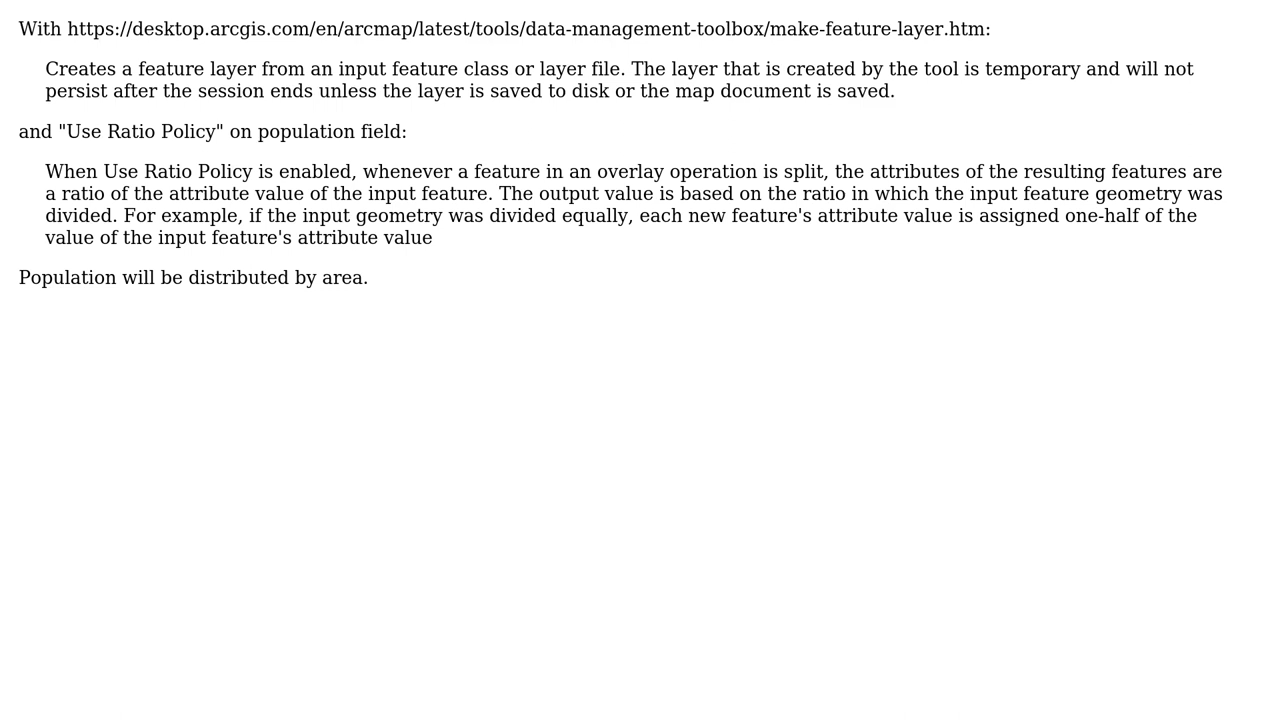 With https://desktop.arcgis.com/en/arcmap/latest/tools/data-management-toolbox/make-feature-layer.htm:
Creates a feature layer from an input feature class or layer file. The layer that is created by the tool is temporary and will not
persist after the session ends unless the layer is saved to disk or the map document is saved.
and "Use Ratio Policy" on population field:
When Use Ratio Policy is enabled, whenever a feature in an overlay operation is split, the attributes of the resulting features are
a ratio of the attribute value of the input feature. The output value is based on the ratio in which the input feature geometry was
divided. For example, if the input geometry was divided equally, each new feature's attribute value is assigned one-half of the
value of the input feature's attribute value
Population will be distributed by area.